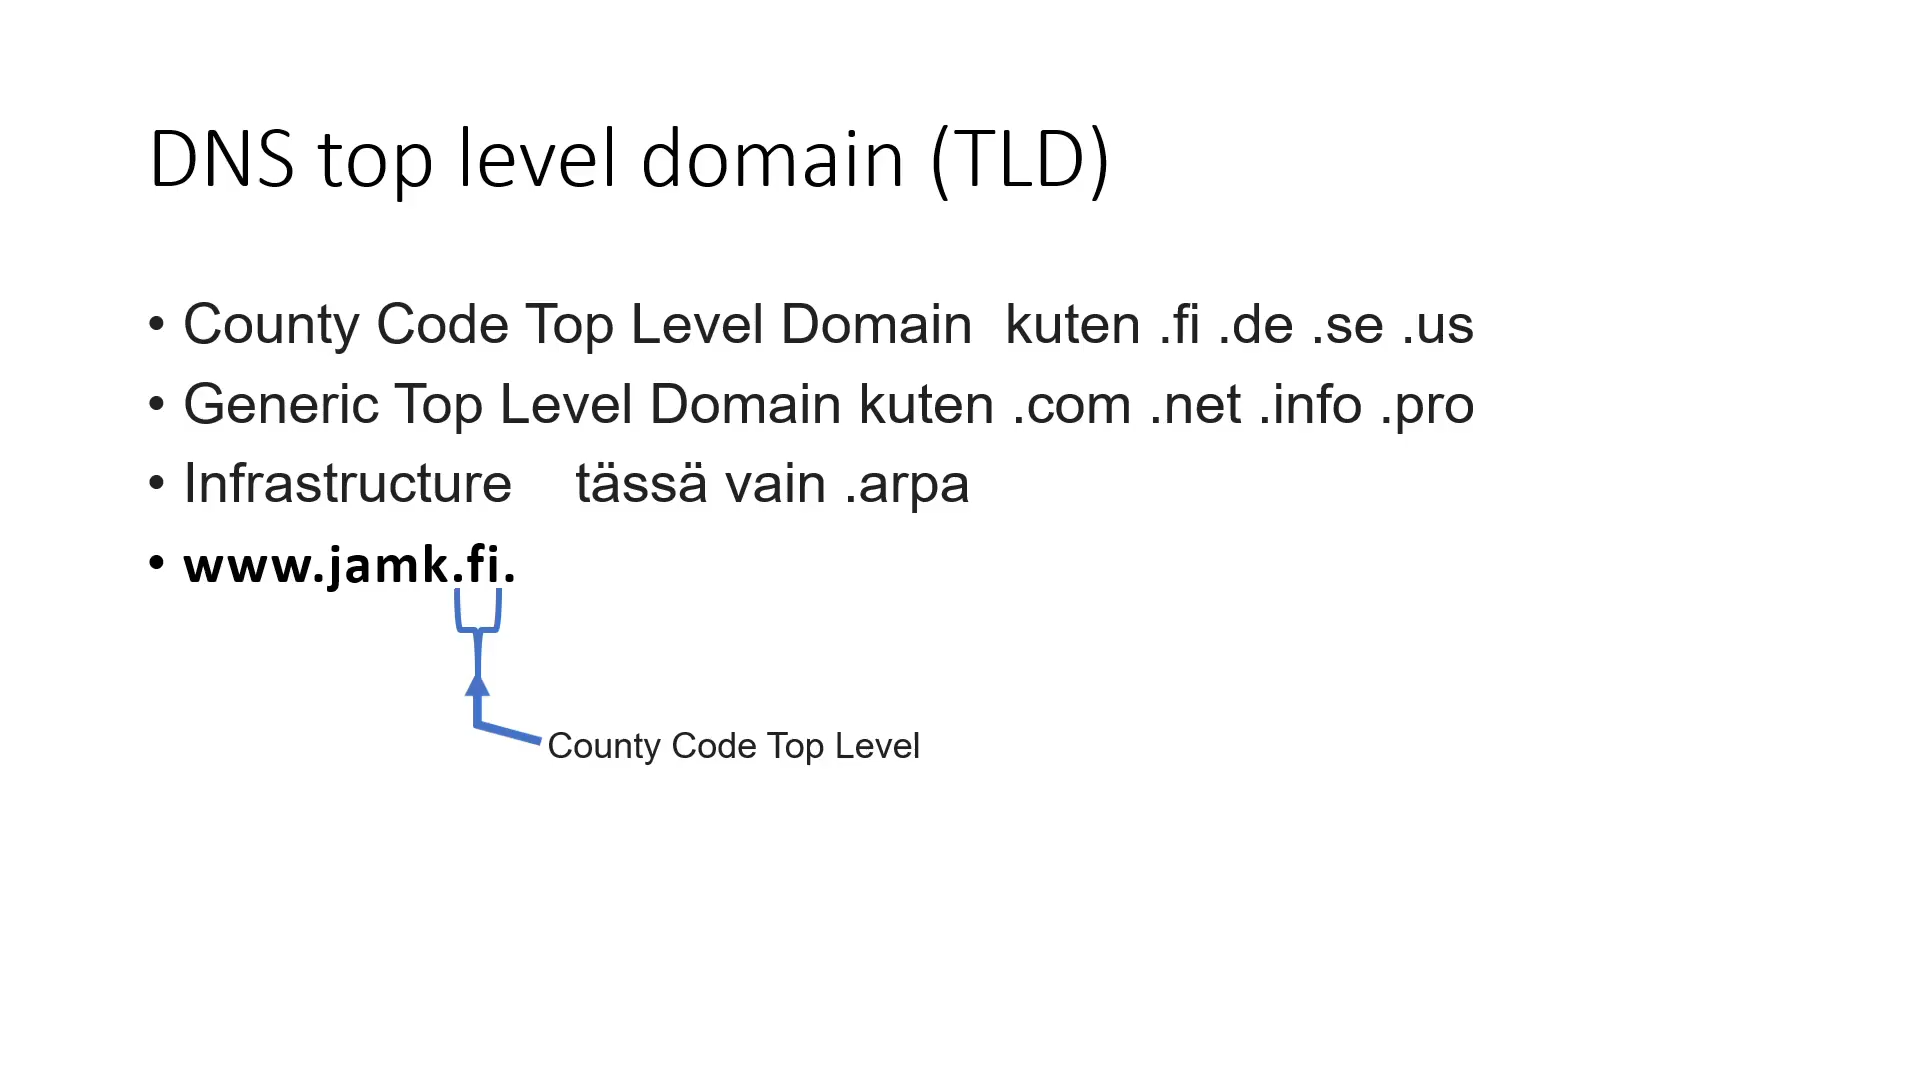 DNS top level domain (TLD)
• County Code Top Level Domain  kuten .fi .de .se .us
• Generic Top Level Domain kuten .com .net .info .pro
• Infrastructure    tässä vain .arpa
• www.jamk.fi.
County Code Top Level